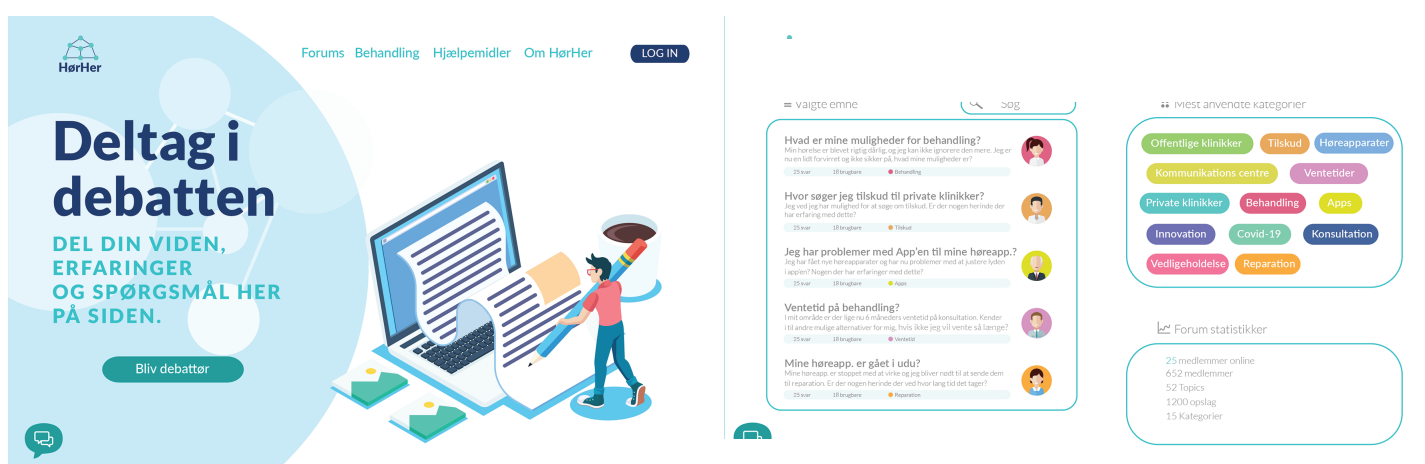 HørHer
Forums Behandling Hjælpemidler Om HørHer LOG IN
Deltag i
debatten
DEL DIN VIDEN,
ERFARINGER
OG SPØRGSMÅL HER
PÅ SIDEN.
Bliv debattør
Valgte emne
Søg
Hvad er mine muligheder for behandling?
Min hørelse er blevet rigtig dårlig, og jeg kan ikke ignorere den mere. Jeg er
nu en lidt forvirret og ikke sikker på, hvad mine muligheder er?
25 svar 18 brugbare Behandling
Hvor søger jeg tilskud til private klinikker?
Jeg ved jeg har mulighed for at søge om tilskud. Er der nogen herinde der
har erfaring med dette?
25 svar 18 brugbare Tilskud
Jeg har problemer med App'en til mine høreapp.?
Jeg har fået nye høreapparater og har nu problemer med at justere lyden
i app'en? Nogen der har erfaringer med dette?
25 svar 18 brugbare Apps
Ventetid på behandling?
I mit område er der lige nu 6 måneders ventetid på konsultation. Kender
i til andre mulige alternativer for mig, hvis ikke jeg vil vente så længe?
25 svar 18 brugbare Ventetid
Mine høreapp. er gået i udu?
Mine høreapp. er stoppet med at virke og jeg bliver nødt til at sende dem
til reparation. Er der nogen herinde der ved hvor lang tid det tager?
25 svar 18 brugbare Reparation
Mest anvendte kategorier
Offentlige klinikker Tilskud Høreapparater
Kommunikations centre Ventetider
Private klinikker Behandling Apps
Innovation Covid-19 Konsultation
Vedligeholdelse Reparation
Forum statistikker
25 medlemmer online
652 medlemmer
52 Topics
1200 opslag
15 Kategorier